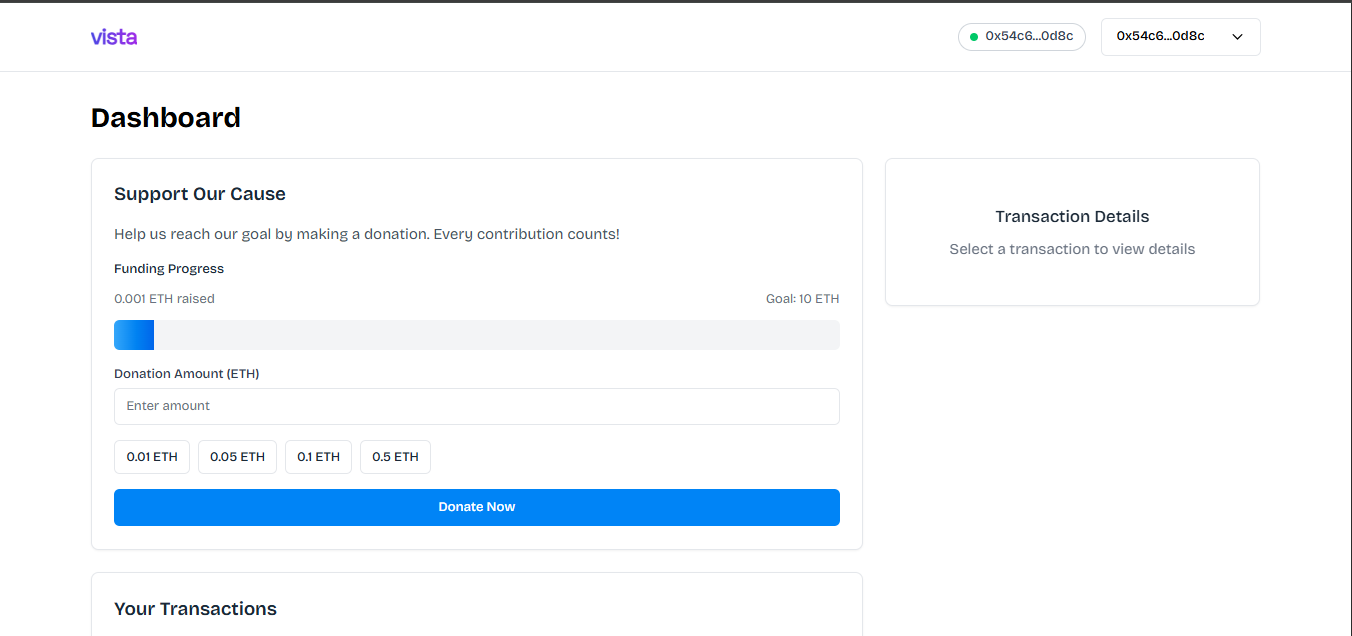 vista
0x54c6...0d8c
0x54c6...0d8c
Dashboard
Support Our Cause
Help us reach our goal by making a donation. Every contribution counts!
Funding Progress
0.001 ETH raised
Goal: 10 ETH
Donation Amount (ETH)
Enter amount
0.01 ETH
0.05 ETH
0.1 ETH
0.5 ETH
Donate Now
Transaction Details
Select a transaction to view details
Your Transactions